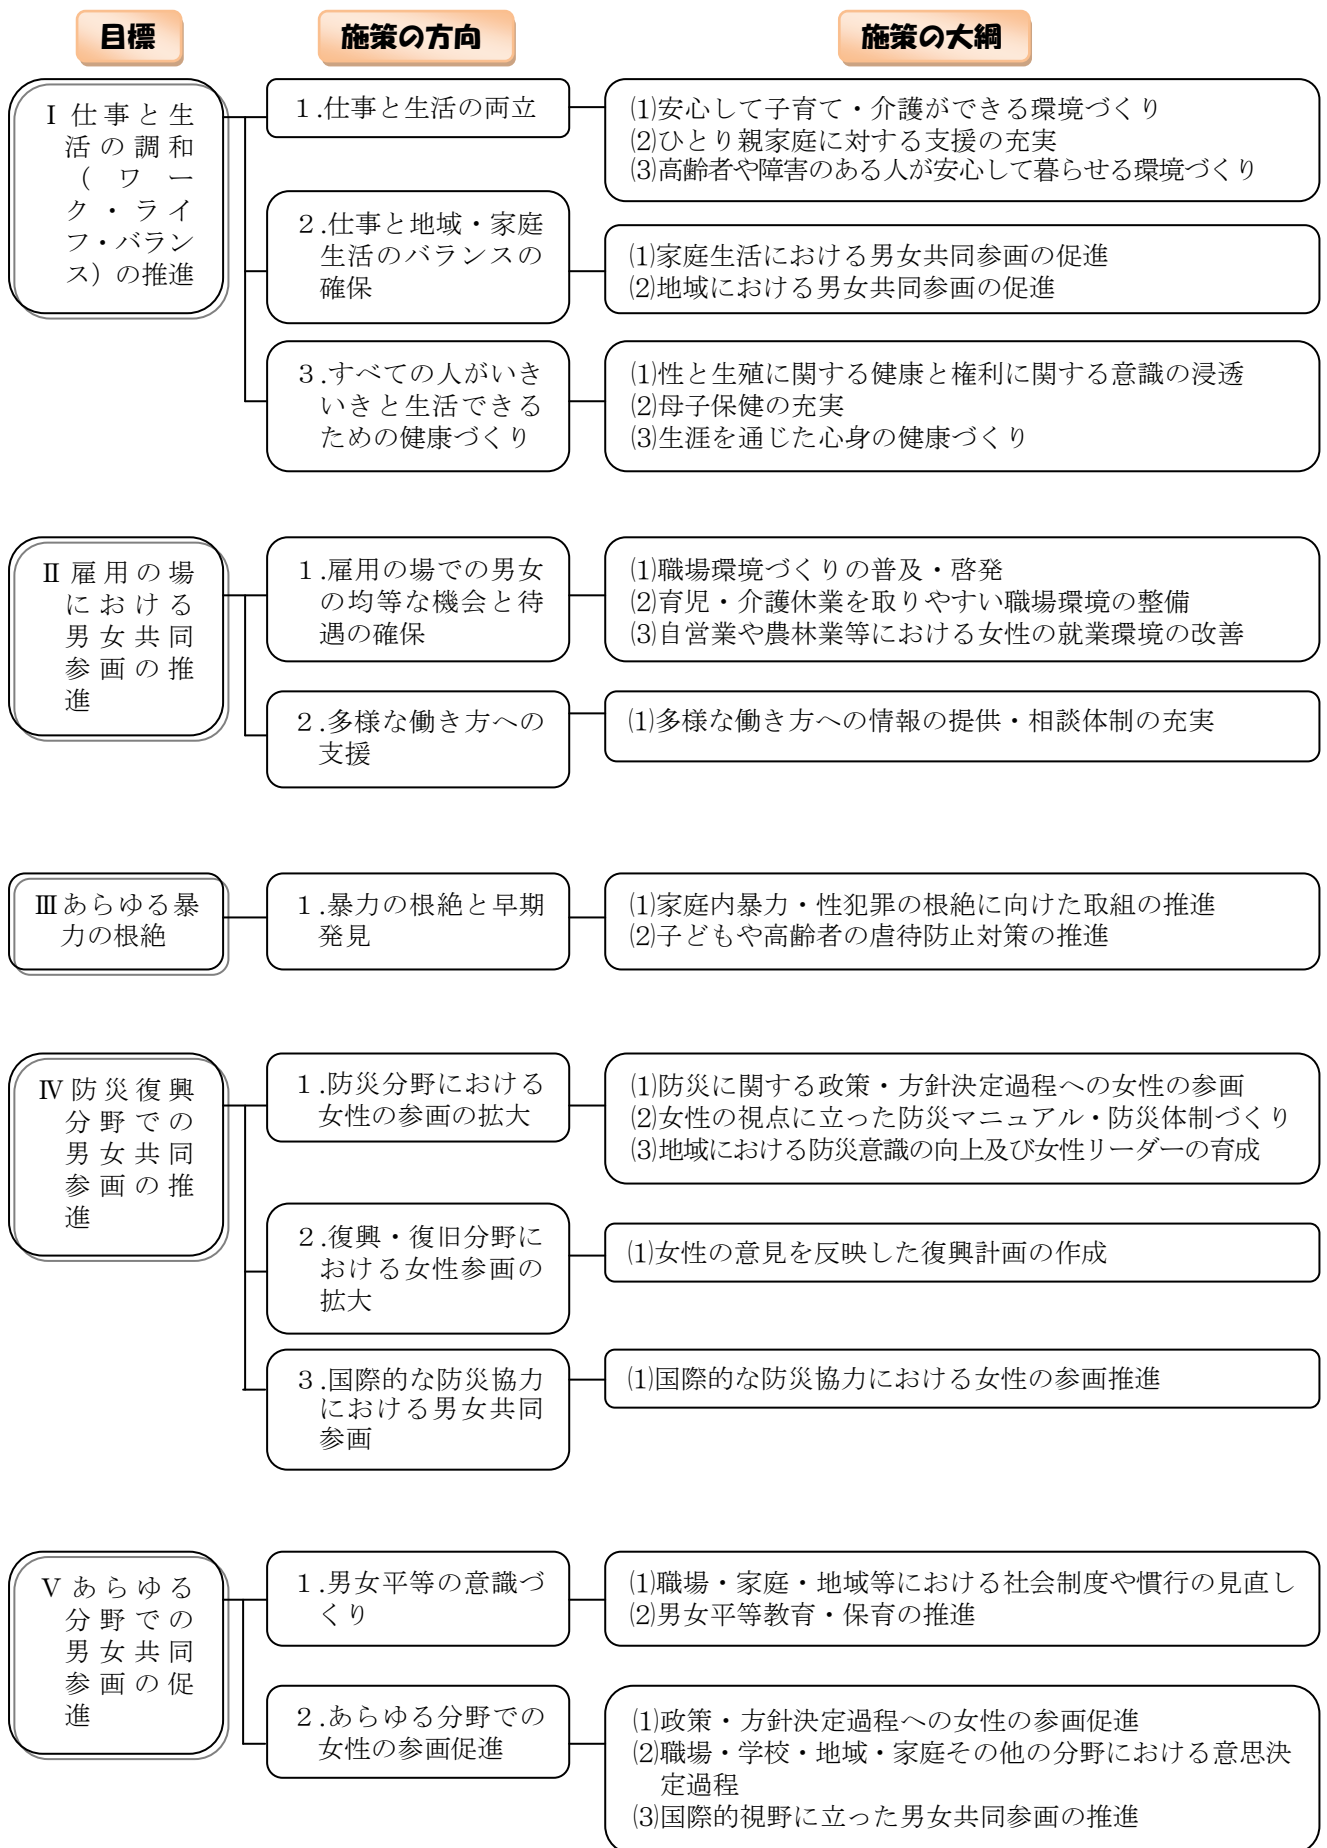 目標
施策の方向
施策の大綱
Ⅰ仕事と生
活の調和
(ワー
ク・ライ
フ・バラン
ス)の推進
１.仕事と生活の両立
⑴安心して子育て・介護ができる環境づくり
⑵ひとり親家庭に対する支援の充実
⑶高齢者や障害のある人が安心して暮らせる環境づくり
２.仕事と地域・家庭
生活のバランスの
確保
⑴家庭生活における男女共同参画の促進
⑵地域における男女共同参画の促進
３.すべての人がいき
いきと生活できる
ための健康づくり
⑴性と生殖に関する健康と権利に関する意識の浸透
⑵母子保健の充実
⑶生涯を通じた心身の健康づくり
Ⅱ雇用の場
における
男女共同
参画の推
進
１.雇用の場での男女
の均等な機会と待
遇の確保
⑴職場環境づくりの普及・啓発
⑵育児・介護休業を取りやすい職場環境の整備
⑶自営業や農林業等における女性の就業環境の改善
２.多様な働き方への
支援
⑴多様な働き方への情報の提供・相談体制の充実
Ⅲあらゆる暴
力の根絶
１.暴力の根絶と早期
発見
⑴家庭内暴力・性犯罪の根絶に向けた取組の推進
⑵子どもや高齢者の虐待防止対策の推進
Ⅳ防災復興
分野での
男女共同
参画の推
進
１.防災分野における
女性の参画の拡大
⑴防災に関する政策・方針決定過程への女性の参画
⑵女性の視点に立った防災マニュアル・防災体制づくり
⑶地域における防災意識の向上及び女性リーダーの育成
２.復興・復旧分野に
おける女性参画の
拡大
⑴女性の意見を反映した復興計画の作成
３.国際的な防災協力
における男女共同
参画
⑴国際的な防災協力における女性の参画推進
Ⅴあらゆる
分野での
男女共同
参画の促
進
１.男女平等の意識づ
くり
⑴職場・家庭・地域等における社会制度や慣行の見直し
⑵男女平等教育・保育の推進
２.あらゆる分野での
女性の参画促進
⑴政策・方針決定過程への女性の参画促進
⑵職場・学校・地域・家庭その他の分野における意思決
定過程
⑶国際的視野に立った男女共同参画の推進